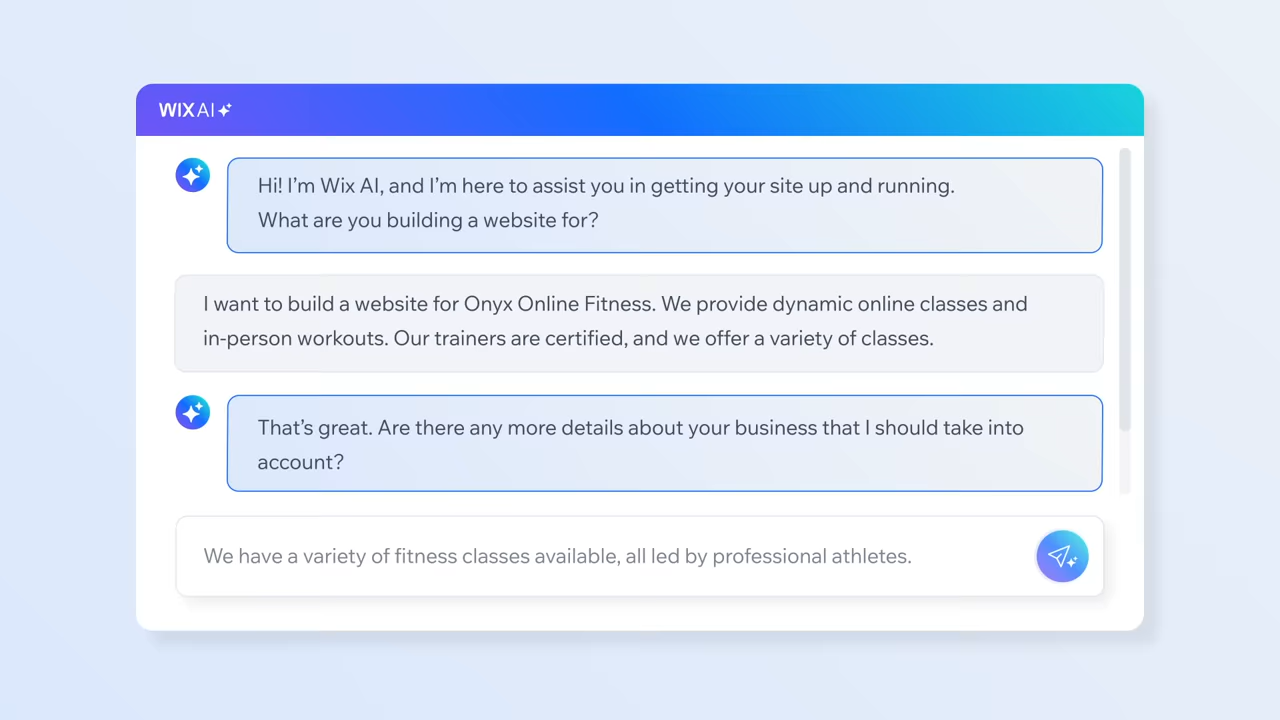 WIX AI
Hi! I’m Wix AI, and I’m here to assist you in getting your site up and running.
What are you building a website for?
I want to build a website for Onyx Online Fitness. We provide dynamic online classes and
in-person workouts. Our trainers are certified, and we offer a variety of classes.
That’s great. Are there any more details about your business that I should take into
account?
We have a variety of fitness classes available, all led by professional athletes.